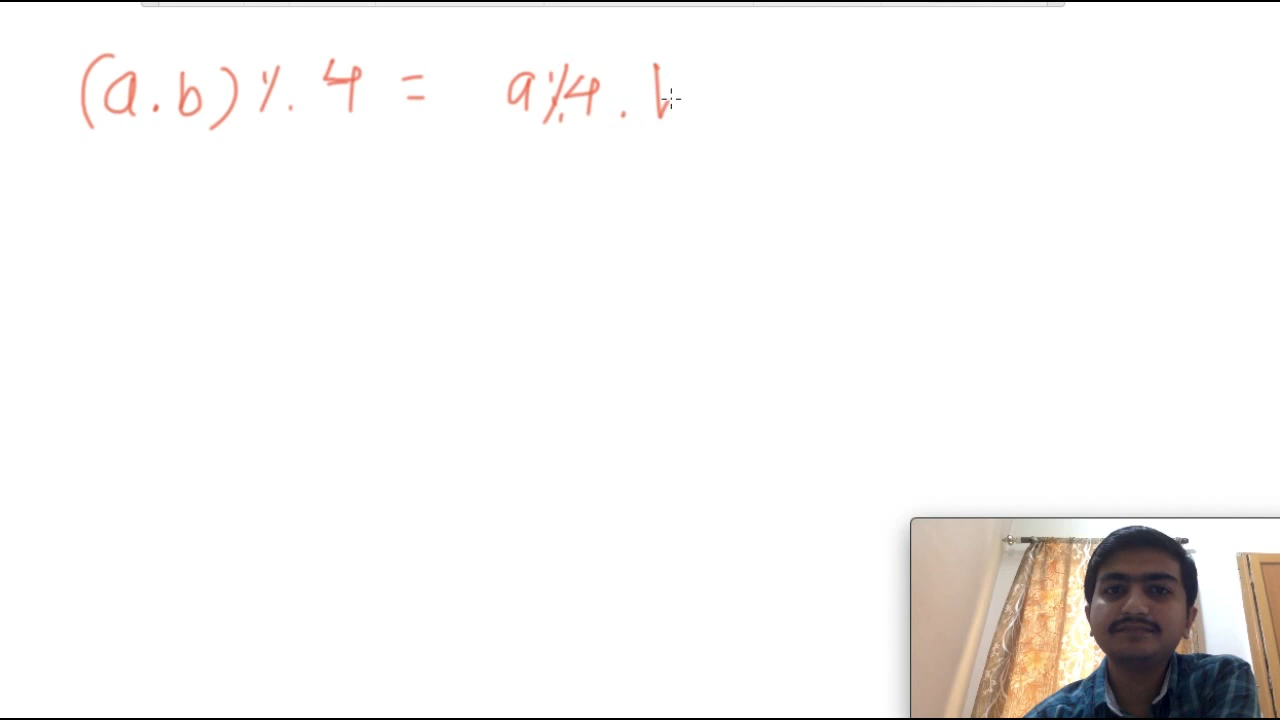 (a.b) % 4 = a%4 .